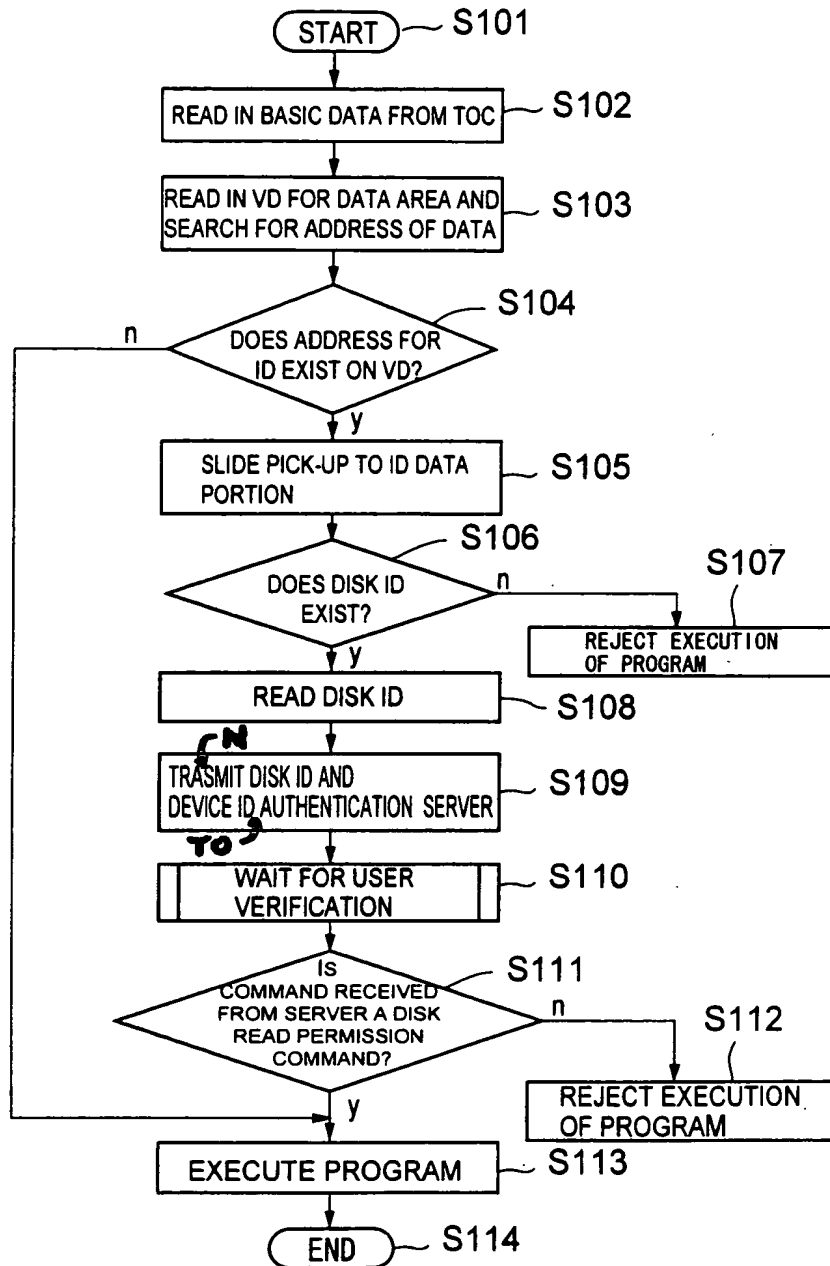 START
S101
READ IN BASIC DATA FROM TOC
S102
READ IN VD FOR DATA AREA AND
SEARCH FOR ADDRESS OF DATA
S103
S104
n
DOES ADDRESS FOR
ID EXIST ON VD?
y
SLIDE PICK-UP TO ID DATA
PORTION
S105
S106
DOES DISK ID
EXIST?
n
S107
REJECT EXECUTION
OF PROGRAM
y
READ DISK ID
S108
N
TRASMIT DISK ID AND
DEVICE ID AUTHENTICATION SERVER
S109
TO
WAIT FOR USER
VERIFICATION
S110
Is
COMMAND RECEIVED
FROM SERVER A DISK
READ PERMISSION
COMMAND?
S111
n
S112
REJECT EXECUTION
OF PROGRAM
y
EXECUTE PROGRAM
S113
END
S114